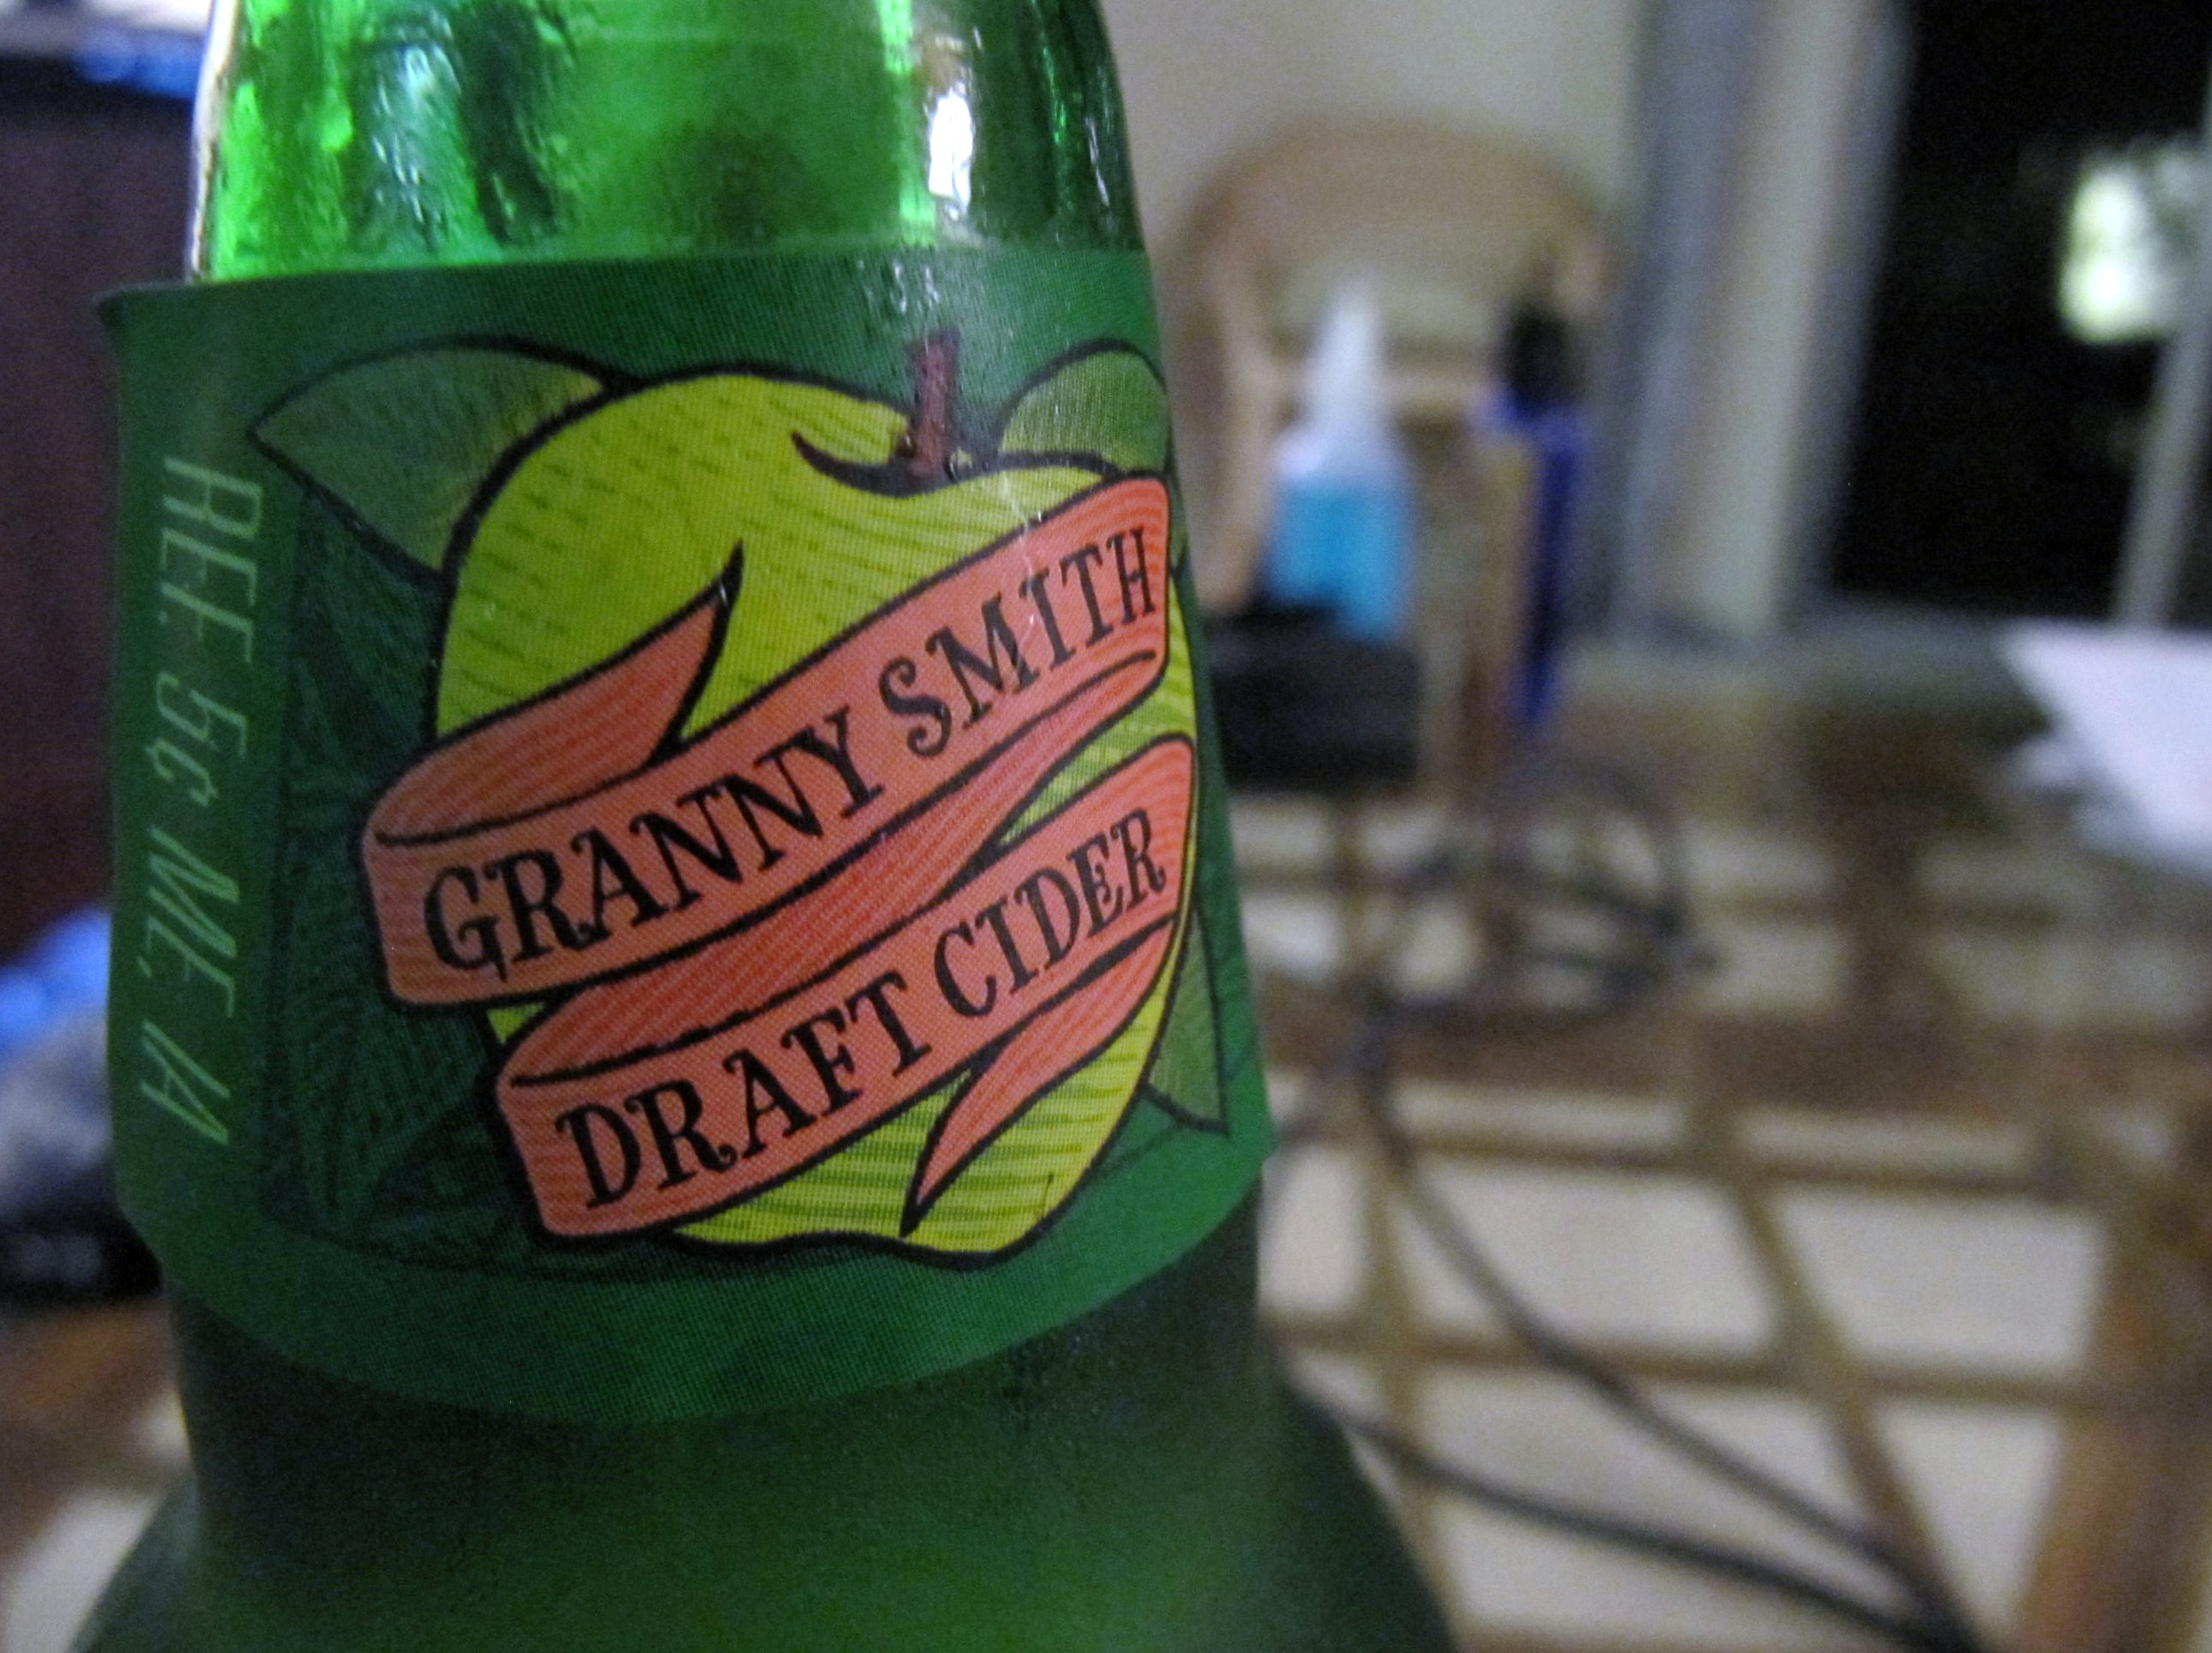 GRANNY SMITH
DRAFT CIDER
REF. 5¢ ME IA